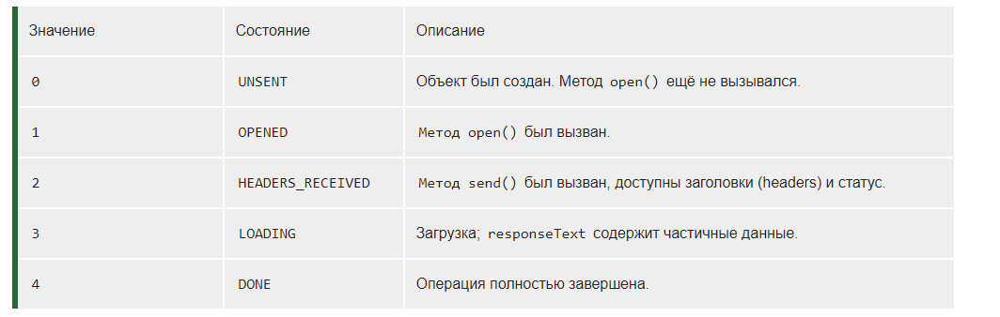 Значение Состояние Описание
0 UNSENT Объект был создан. Метод open() ещё не вызывался.
1 OPENED Метод open() был вызван.
2 HEADERS_RECEIVED Метод send() был вызван, доступны заголовки (headers) и статус.
3 LOADING Загрузка; responseText содержит частичные данные.
4 DONE Операция полностью завершена.